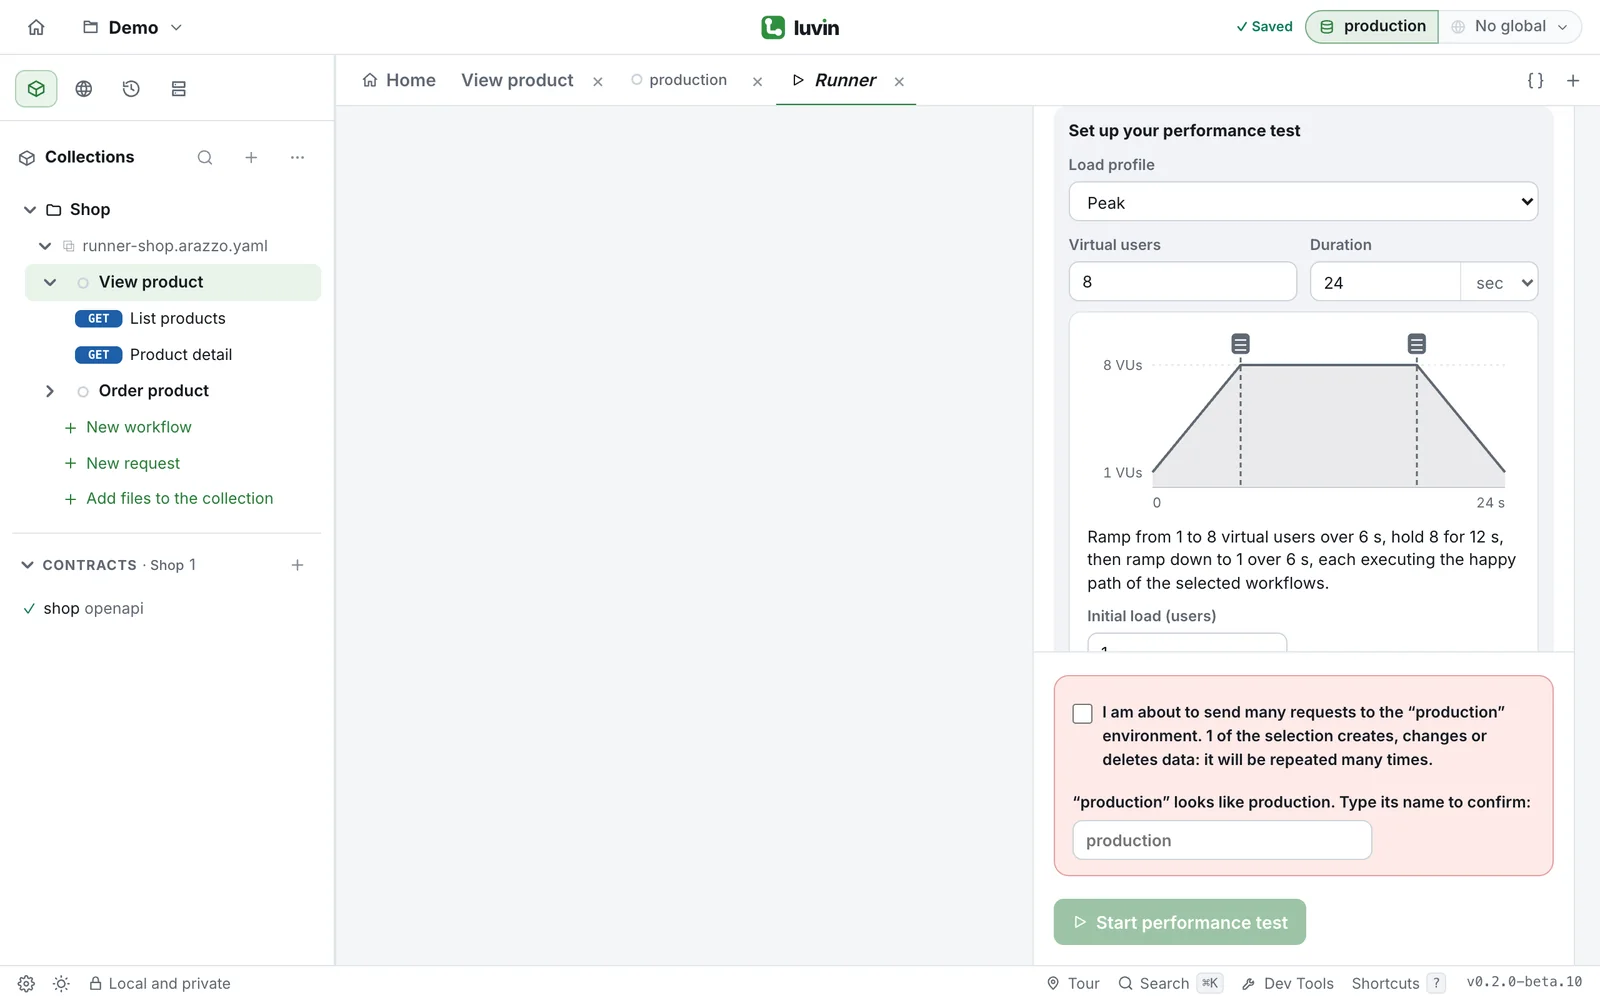 Demo
luvin
Saved
production
No global
Home
View product
production
Runner
{ }
Collections
Shop
runner-shop.arazzo.yaml
View product
GET List products
GET Product detail
Order product
New workflow
New request
Add files to the collection
CONTRACTS · Shop 1
shop openapi
Set up your performance test
Load profile
Peak
Virtual users
Duration
8
24
sec
8 VUs
1 VUs
0
24 s
Ramp from 1 to 8 virtual users over 6 s, hold 8 for 12 s,
then ramp down to 1 over 6 s, each executing the happy
path of the selected workflows.
Initial load (users)
1
I am about to send many requests to the “production”
environment. 1 of the selection creates, changes or
deletes data: it will be repeated many times.
“production” looks like production. Type its name to confirm:
production
Start performance test
Local and private
Tour
Search ⌘K
Dev Tools
Shortcuts ?
v0.2.0-beta.10